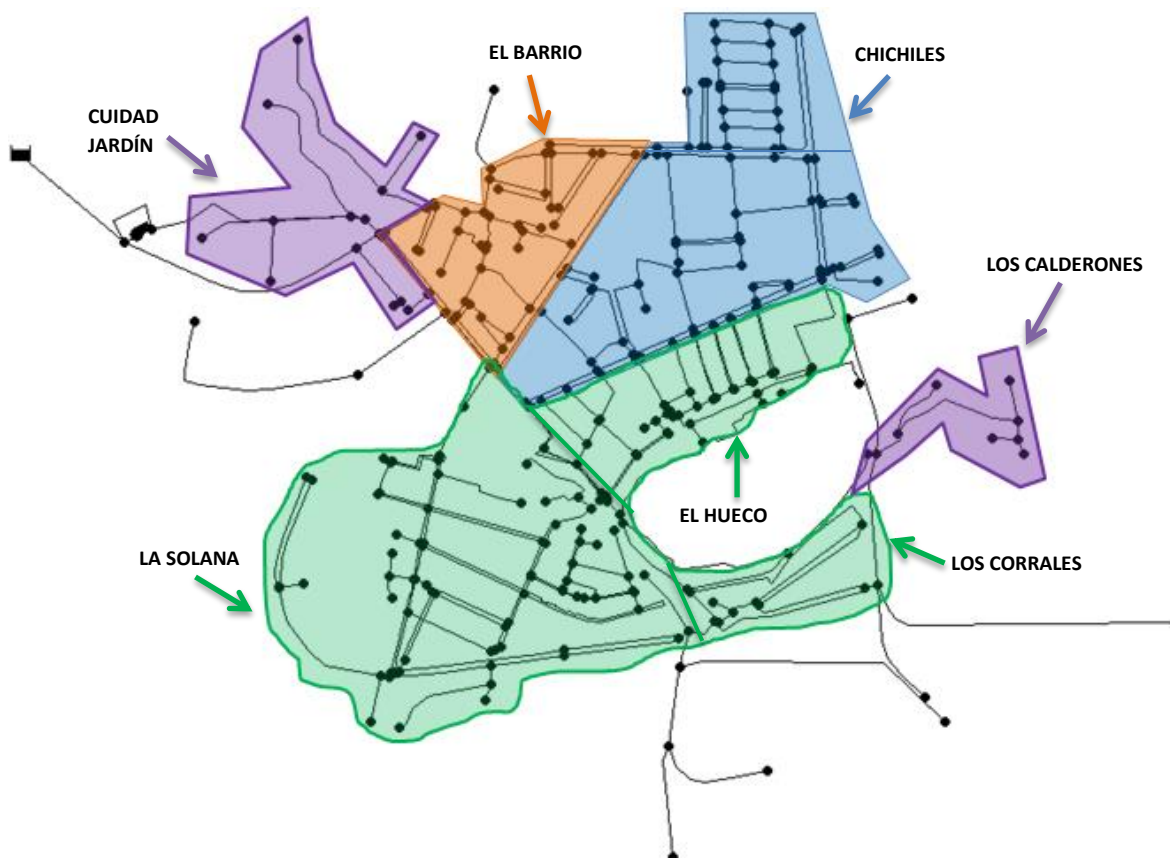 EL BARRIO
CHICHILES
CUIDAD
JARDÍN
LOS CALDERONES
EL HUECO
LA SOLANA
LOS CORRALES